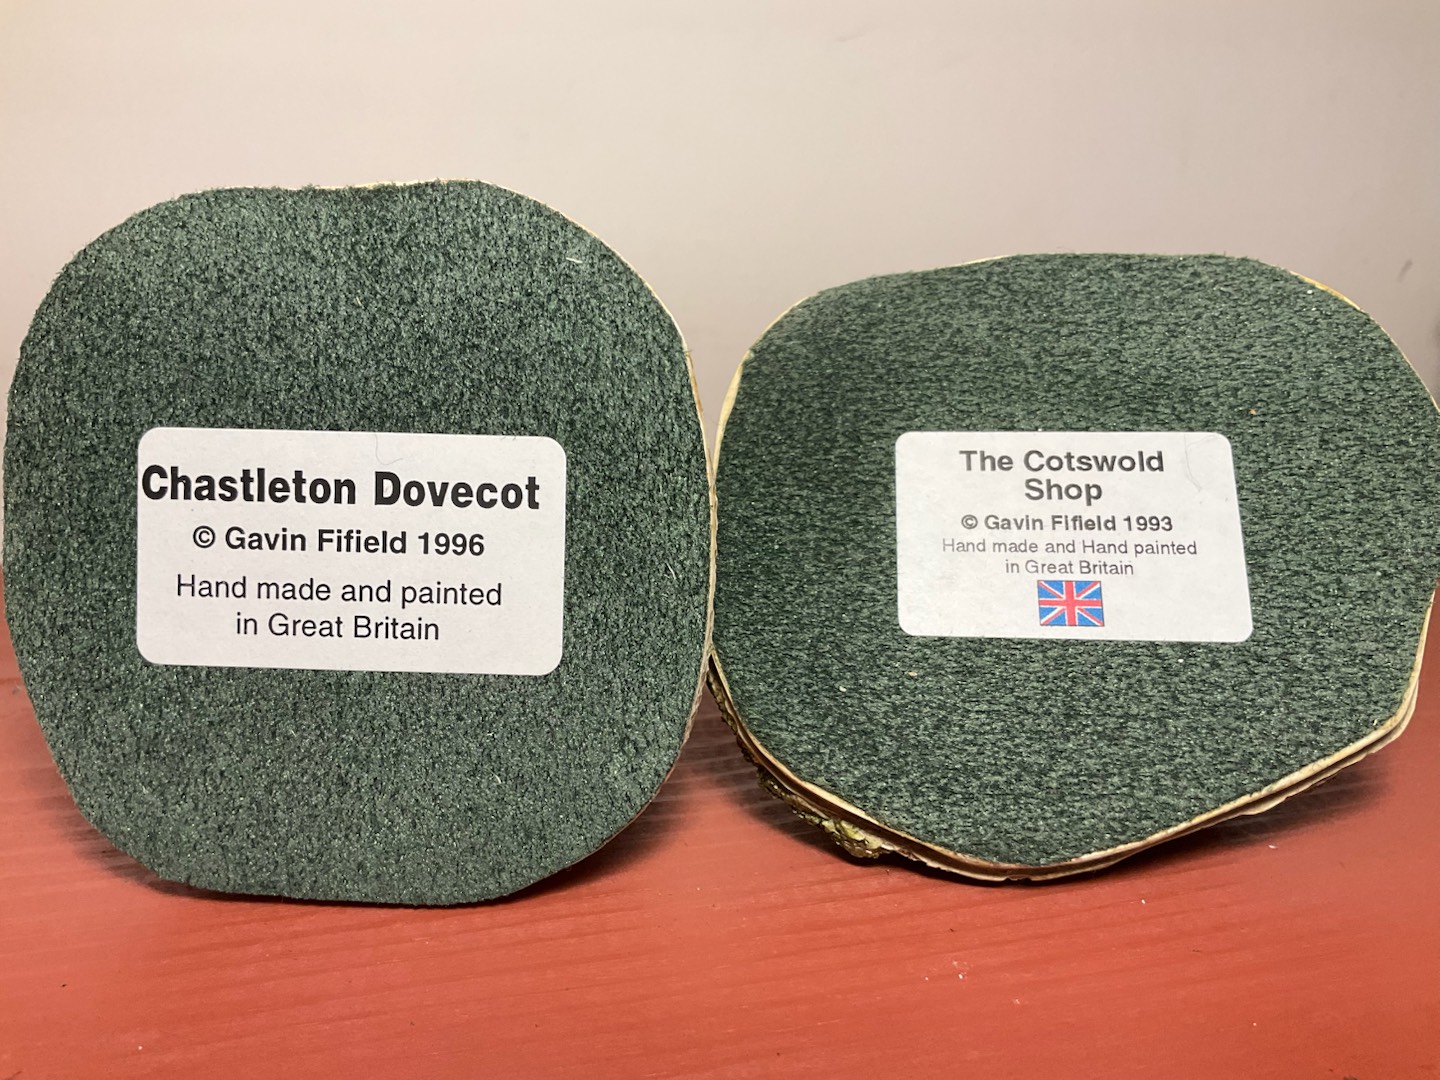 Chastleton Dovecot
© Gavin Fifield 1996
Hand made and painted
in Great Britain
The Cotswold
Shop
© Gavin Fifield 1993
Hand made and Hand painted
in Great Britain